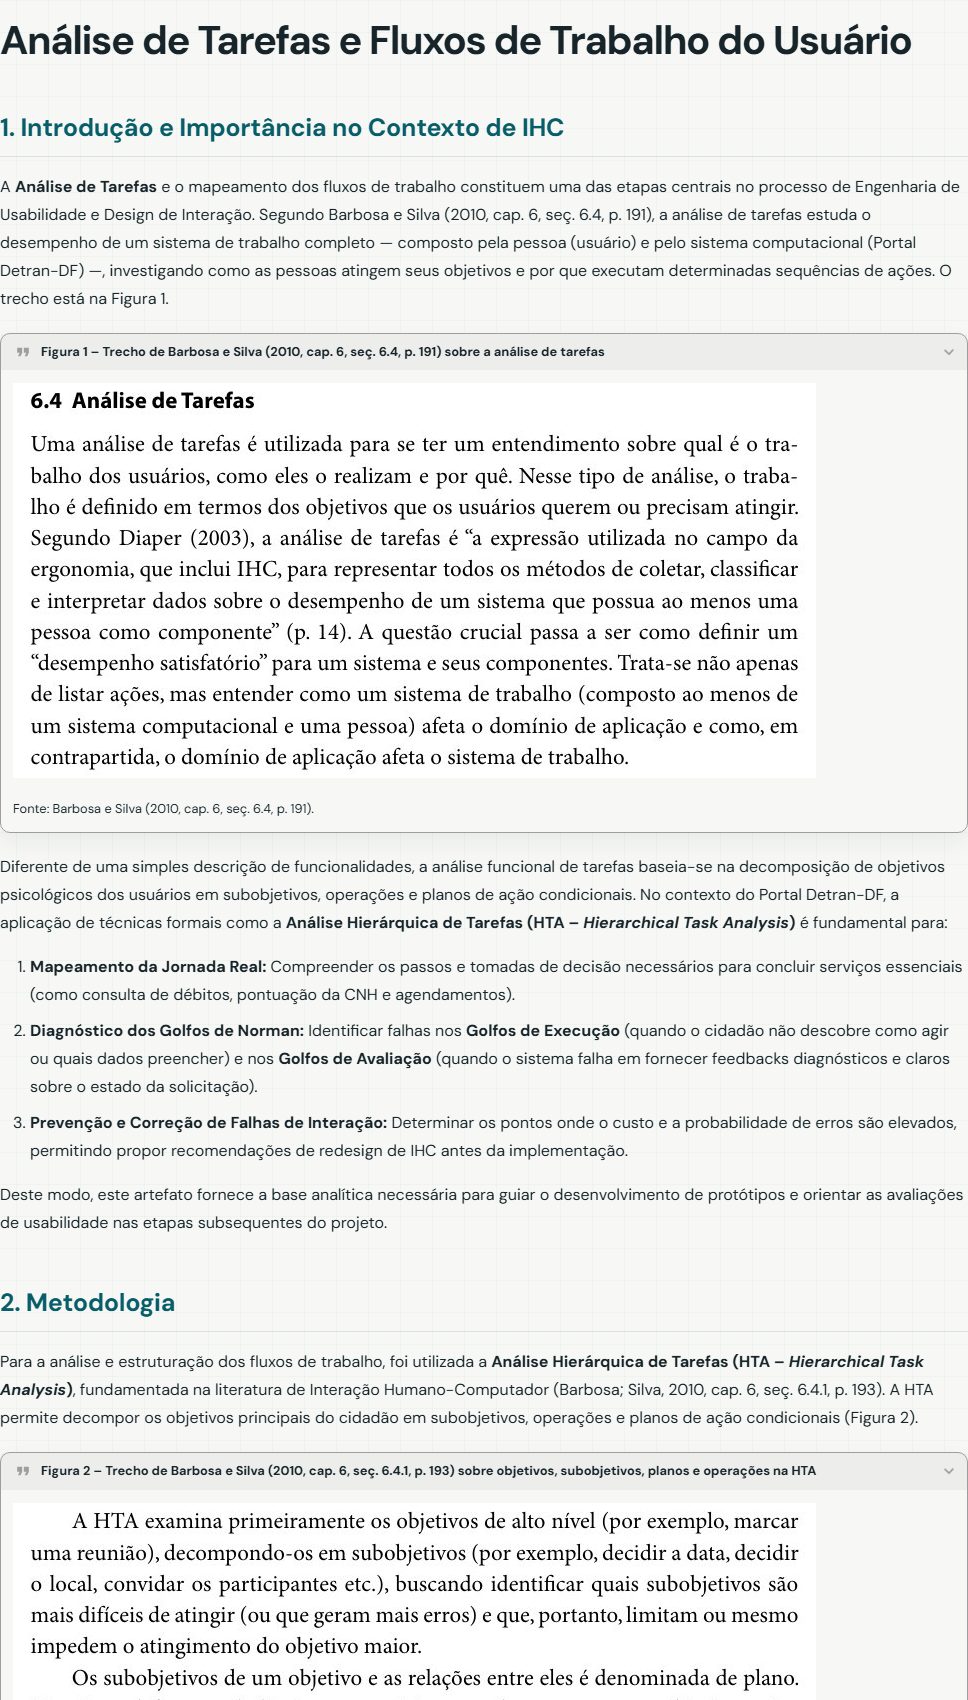 Análise de Tarefas e Fluxos de Trabalho do Usuário
1. Introdução e Importância no Contexto de IHC
A Análise de Tarefas e o mapeamento dos fluxos de trabalho constituem uma das etapas centrais no processo de Engenharia de
Usabilidade e Design de Interação. Segundo Barbosa e Silva (2010, cap. 6, seç. 6.4, p. 191), a análise de tarefas estuda o
desempenho de um sistema de trabalho completo — composto pela pessoa (usuário) e pelo sistema computacional (Portal
Detran-DF) —, investigando como as pessoas atingem seus objetivos e por que executam determinadas sequências de ações. O
trecho está na Figura 1.
Figura 1 – Trecho de Barbosa e Silva (2010, cap. 6, seç. 6.4, p. 191) sobre a análise de tarefas
6.4 Análise de Tarefas
Uma análise de tarefas é utilizada para se ter um entendimento sobre qual é o tra-
balho dos usuários, como eles o realizam e por quê. Nesse tipo de análise, o traba-
lho é definido em termos dos objetivos que os usuários querem ou precisam atingir.
Segundo Diaper (2003), a análise de tarefas é “a expressão utilizada no campo da
ergonomia, que inclui IHC, para representar todos os métodos de coletar, classificar
e interpretar dados sobre o desempenho de um sistema que possua ao menos uma
pessoa como componente” (p. 14). A questão crucial passa a ser como definir um
“desempenho satisfatório” para um sistema e seus componentes. Trata-se não apenas
de listar ações, mas entender como um sistema de trabalho (composto ao menos de
um sistema computacional e uma pessoa) afeta o domínio de aplicação e como, em
contrapartida, o domínio de aplicação afeta o sistema de trabalho.
Fonte: Barbosa e Silva (2010, cap. 6, seç. 6.4, p. 191).
Diferente de uma simples descrição de funcionalidades, a análise funcional de tarefas baseia-se na decomposição de objetivos
psicológicos dos usuários em subobjetivos, operações e planos de ação condicionais. No contexto do Portal Detran-DF, a
aplicação de técnicas formais como a Análise Hierárquica de Tarefas (HTA – Hierarchical Task Analysis) é fundamental para:
1. Mapeamento da Jornada Real: Compreender os passos e tomadas de decisão necessários para concluir serviços essenciais
(como consulta de débitos, pontuação da CNH e agendamentos).
2. Diagnóstico dos Golfos de Norman: Identificar falhas nos Golfos de Execução (quando o cidadão não descobre como agir
ou quais dados preencher) e nos Golfos de Avaliação (quando o sistema falha em fornecer feedbacks diagnósticos e claros
sobre o estado da solicitação).
3. Prevenção e Correção de Falhas de Interação: Determinar os pontos onde o custo e a probabilidade de erros são elevados,
permitindo propor recomendações de redesign de IHC antes da implementação.
Deste modo, este artefato fornece a base analítica necessária para guiar o desenvolvimento de protótipos e orientar as avaliações
de usabilidade nas etapas subsequentes do projeto.
2. Metodologia
Para a análise e estruturação dos fluxos de trabalho, foi utilizada a Análise Hierárquica de Tarefas (HTA – Hierarchical Task
Analysis), fundamentada na literatura de Interação Humano-Computador (Barbosa; Silva, 2010, cap. 6, seç. 6.4.1, p. 193). A HTA
permite decompor os objetivos principais do cidadão em subobjetivos, operações e planos de ação condicionais (Figura 2).
Figura 2 – Trecho de Barbosa e Silva (2010, cap. 6, seç. 6.4.1, p. 193) sobre objetivos, subobjetivos, planos e operações na HTA
A HTA examina primeiramente os objetivos de alto nível (por exemplo, marcar
uma reunião), decompondo-os em subobjetivos (por exemplo, decidir a data, decidir
o local, convidar os participantes etc.), buscando identificar quais subobjetivos são
mais difíceis de atingir (ou que geram mais erros) e que, portanto, limitam ou mesmo
impedem o atingimento do objetivo maior.
Os subobjetivos de um objetivo e as relações entre eles é denominada de plano.